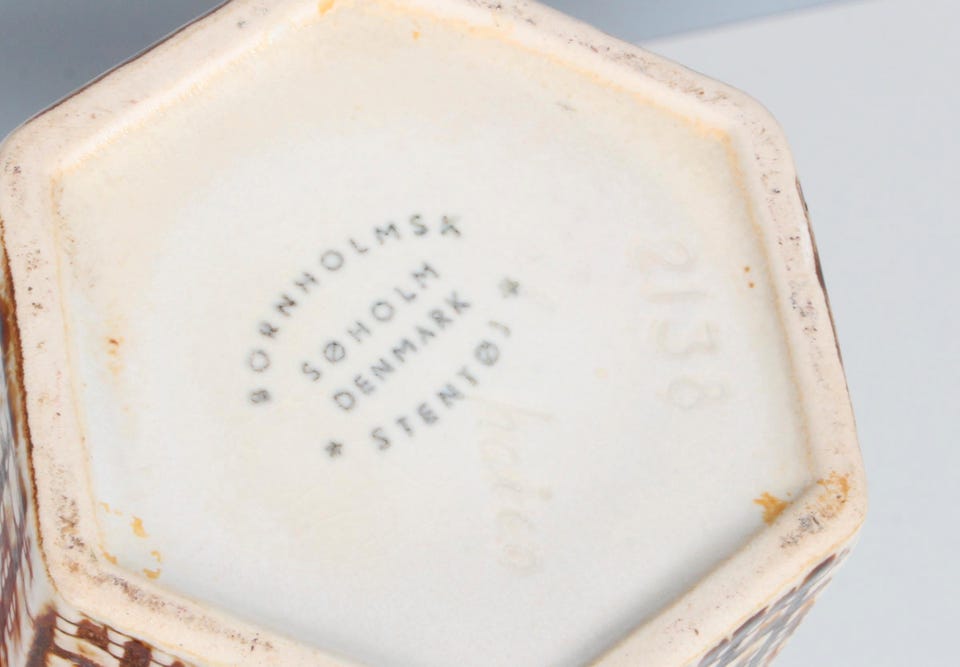 BORNHOLMSK
SØHOLM
DENMARK
* STENTØJ *
2138